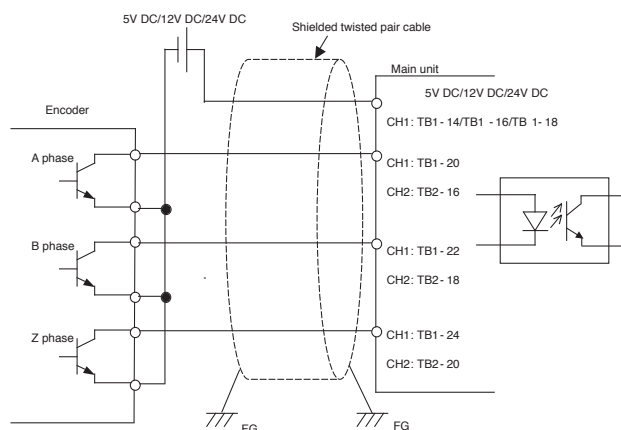 5V DC/12V DC/24V DC
Shielded twisted pair cable
Main unit
5V DC/12V DC/24V DC
Encoder
CH1: TB1-14/TB1 -16/TB 1-18
A phase
CH1: TB1-20
CH2: TB2-16
B phase
CH1: TB1-22
CH2: TB2-18
Z phase
CH1: TB1-24
CH2: TB2-20
FG
FG